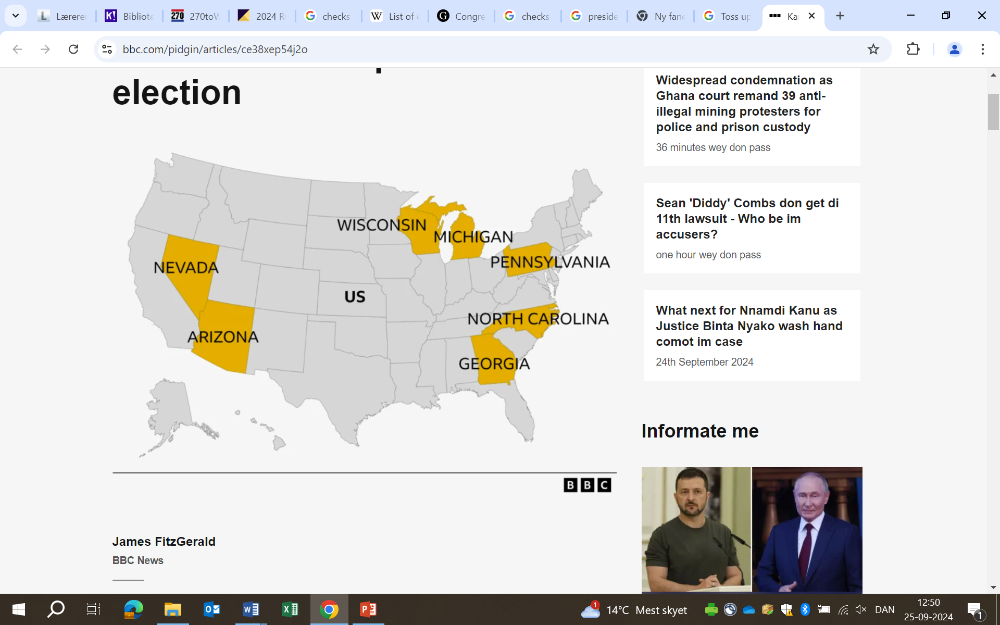 Lærere
Bibliote
270
270toW
2024 R
checks
List of
Congre
checks
preside
Ny fan
Toss up
Ka
bbc.com/pidgin/articles/ce38xep54j2o
election
WISCONSIN
MICHIGAN
NEVADA
PENNSYLVANIA
US
NORTH CAROLINA
ARIZONA
GEORGIA
BBC
James FitzGerald
BBC News
Widespread condemnation as
Ghana court remand 39 anti-
illegal mining protesters for
police and prison custody
36 minutes wey don pass
Sean 'Diddy' Combs don get di
11th lawsuit - Who be im
accusers?
one hour wey don pass
What next for Nnamdi Kanu as
Justice Binta Nyako wash hand
comot im case
24th September 2024
Informate me
1
14°C Mest skyet
DAN
12:50
25-09-2024
1